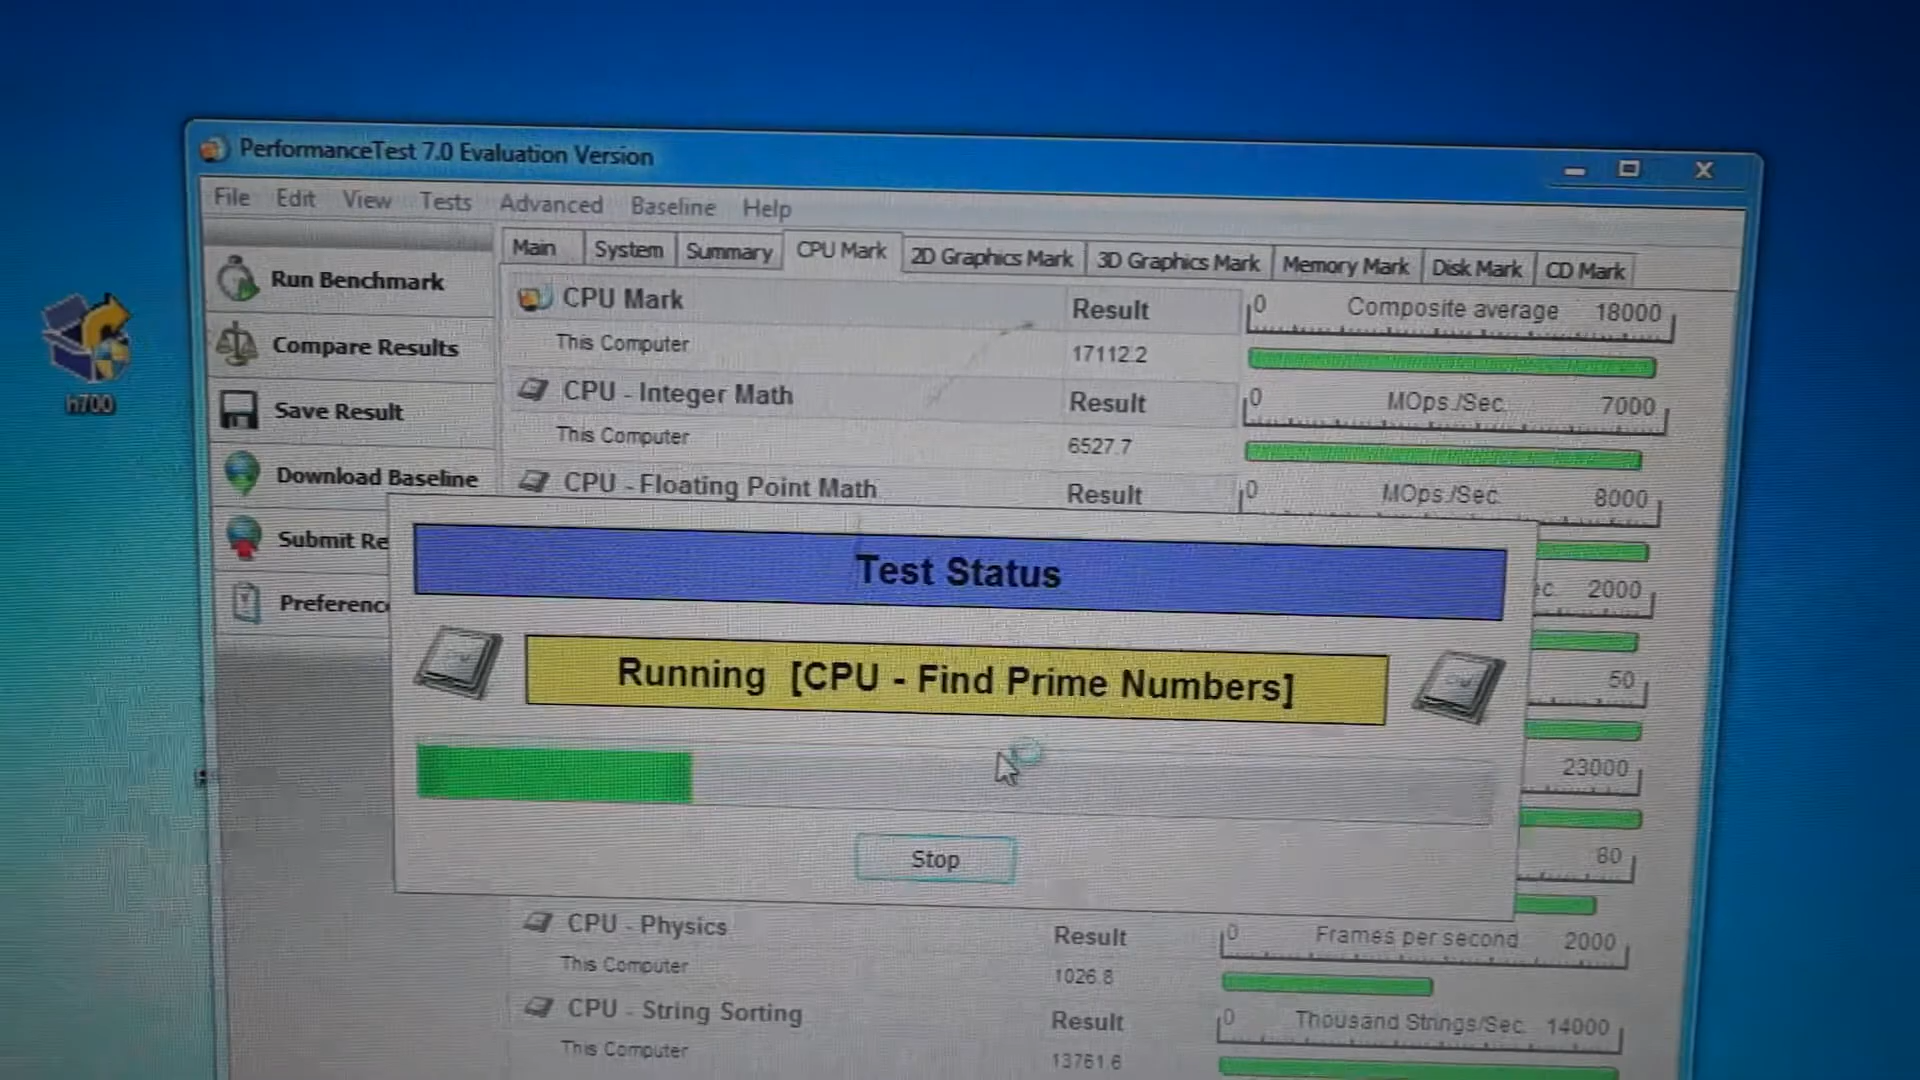 PerformanceTest 7.0 Evaluation Version
File Edit View Tests Advanced Baseline Help
Main System Summary CPU Mark 2D Graphics Mark 3D Graphics Mark Memory Mark Disk Mark CD Mark
Run Benchmark
Compare Results
Save Result
Download Baseline
Submit Re
Preferenc
h700
CPU Mark Result 0 Composite average 18000
This Computer 17112.2
CPU - Integer Math Result 0 MOps./Sec. 7000
This Computer 6527.7
CPU - Floating Point Math Result 0 MOps./Sec. 8000
c. 2000
50
23000
80
Test Status
Running [CPU - Find Prime Numbers]
Stop
CPU - Physics Result 0 Frames per second 2000
This Computer 1026.8
CPU - String Sorting Result 0 Thousand Strings/Sec. 14000
This Computer 13761.6